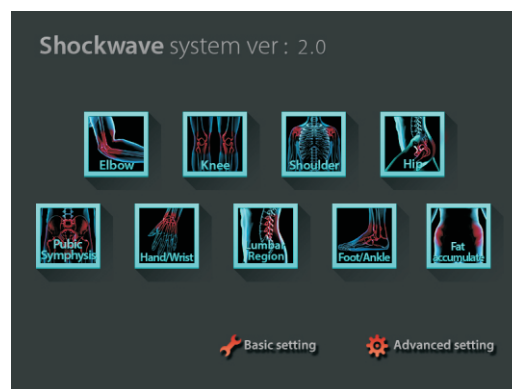 Shockwave system ver : 2.0
Elbow
Knee
Shoulder
Hip
Pubic
Symphysis
Hand/Wrist
Lumbar
Region
Foot/Ankle
Fat
accumulate
Basic setting
Advanced setting